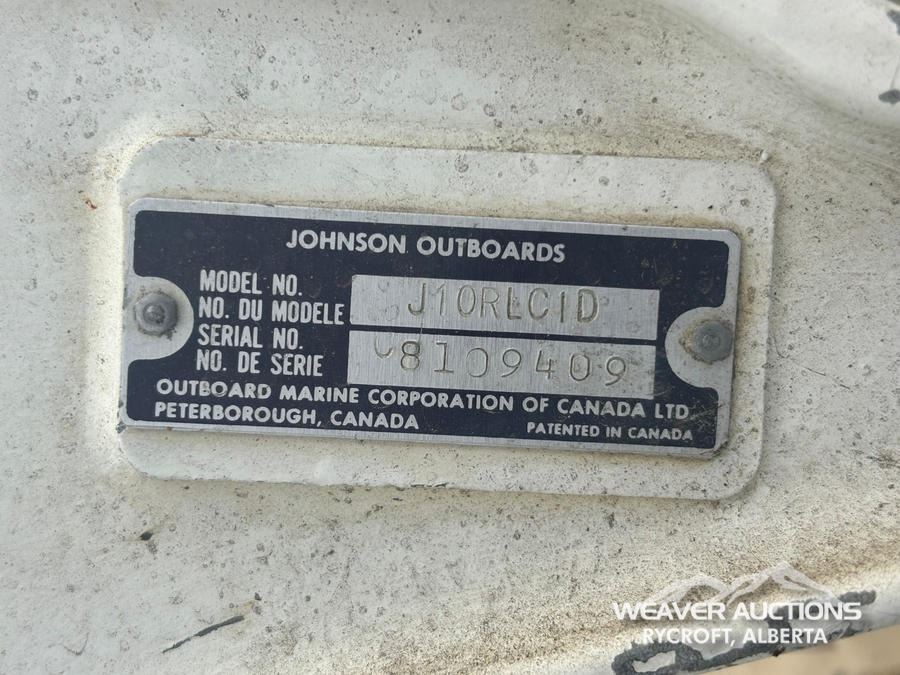 JOHNSON OUTBOARDS
MODEL NO.
NO. DU MODELE J10RLCID
SERIAL NO.
NO. DE SERIE C8109409
OUTBOARD MARINE CORPORATION OF CANADA LTD
PETERBOROUGH, CANADA PATENTED IN CANADA
WEAVER AUCTIONS
RYCROFT, ALBERTA